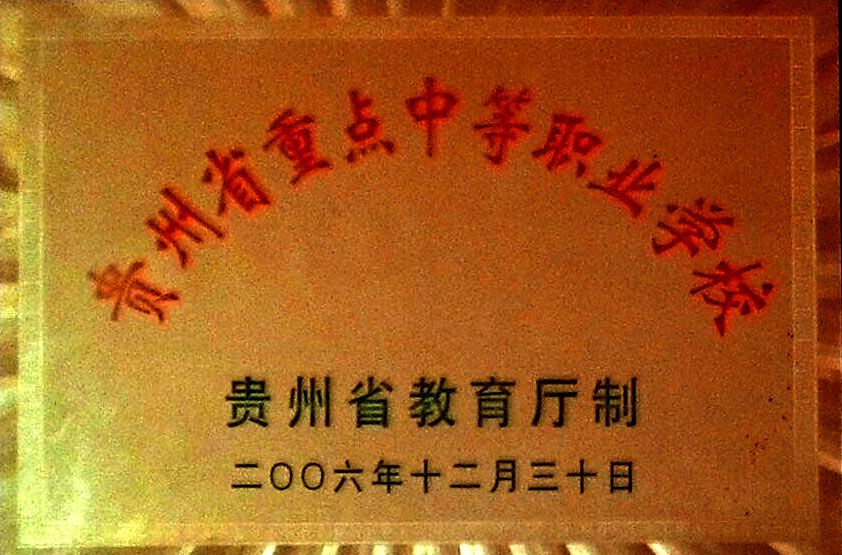 贵州省重点中等职业学校
贵州省教育厅制
二〇〇六年十二月三十日